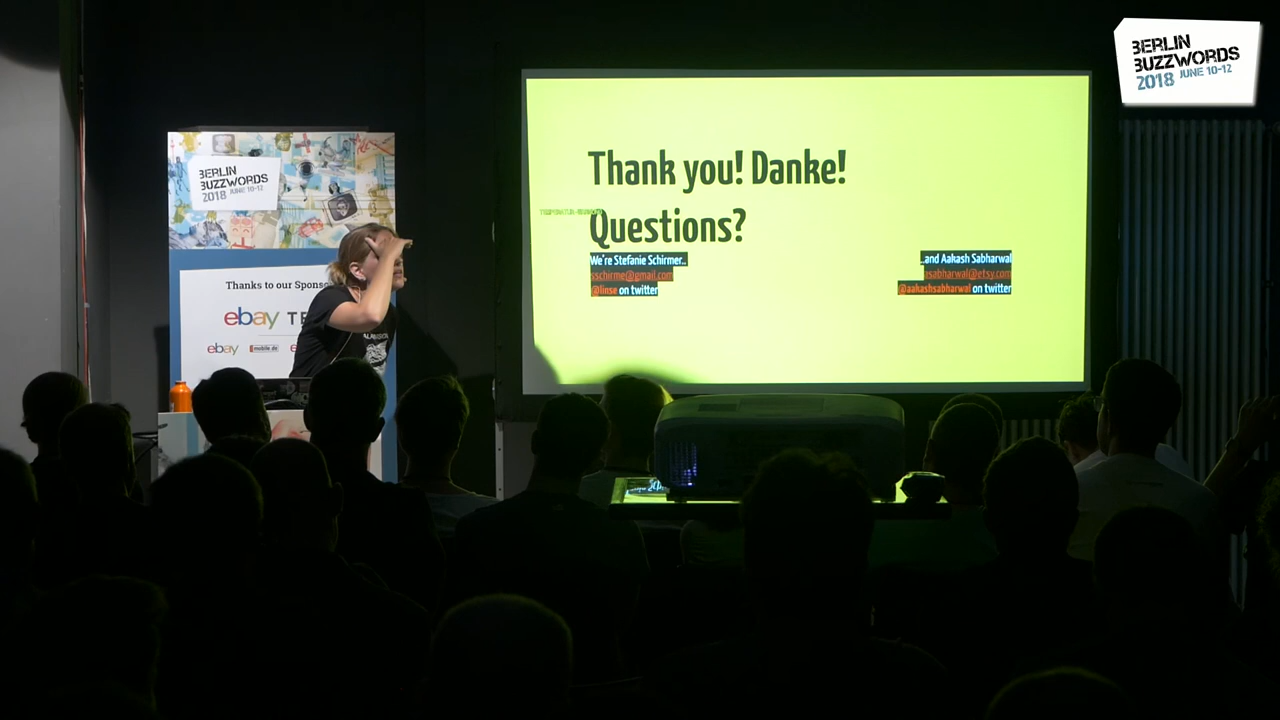 BERLIN
BUZZWORDS
2018 JUNE 10-12
BERLIN
BUZZWORDS
2018 JUNE 10-12
Thanks to our Sponso
ebay TE
ebay mobile.de e
Thank you! Danke!
Questions?
We're Stefanie Schirmer..
sschirme@gmail.com
@linse on twitter
..and Aakash Sabharwal
asabharwal@etsy.com
@aakashsabharwal on twitter